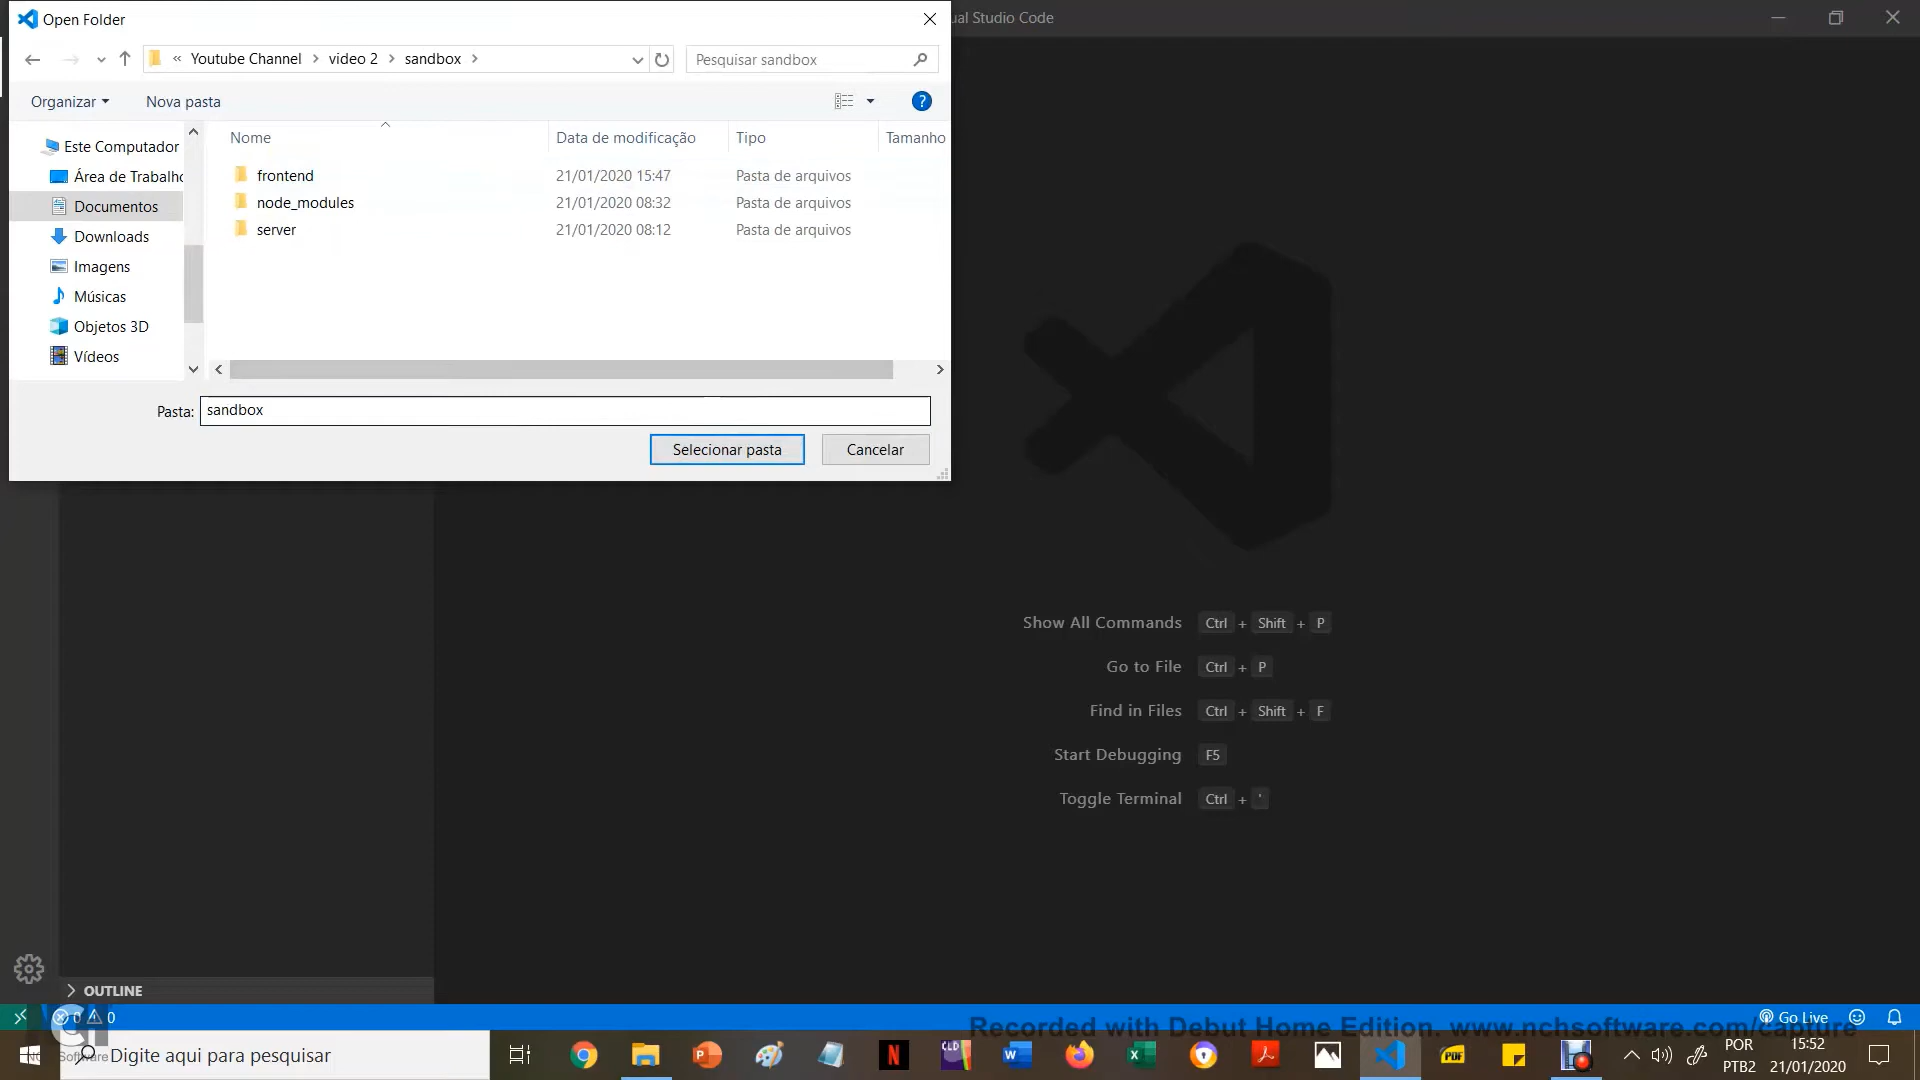 Open Folder
ual Studio Code
« Youtube Channel > video 2 > sandbox >
Pesquisar sandbox
Organizar
Nova pasta
?
Nome
Data de modificação
Tipo
Tamanho
Este Computador
Área de Trabalho
Documentos
Downloads
Imagens
Músicas
Objetos 3D
Vídeos
frontend 21/01/2020 15:47 Pasta de arquivos
node_modules 21/01/2020 08:32 Pasta de arquivos
server 21/01/2020 08:12 Pasta de arquivos
Pasta: sandbox
Selecionar pasta
Cancelar
Show All Commands Ctrl + Shift + P
Go to File Ctrl + P
Find in Files Ctrl + Shift + F
Start Debugging F5
Toggle Terminal Ctrl + '
OUTLINE
0 0
Go Live
Recorded with Debut Home Edition. www.nchsoftware.com/capture
Software
Digite aqui para pesquisar
POR
PTB2
15:52
21/01/2020